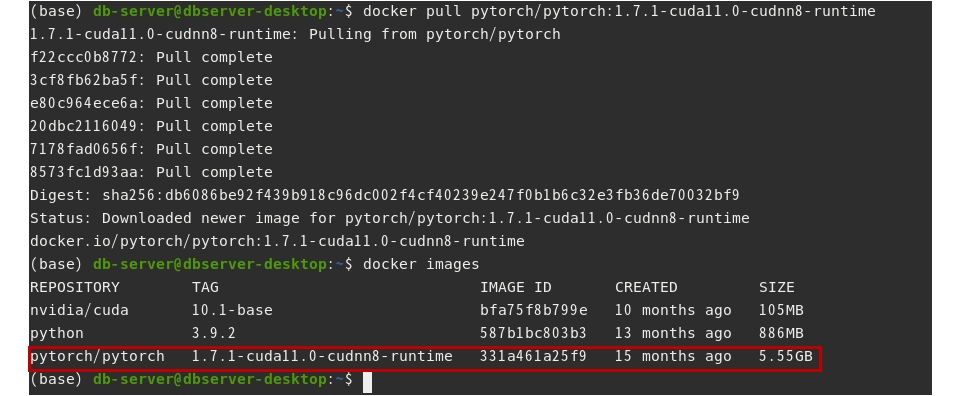 (base) db-server@dbserver-desktop:~$ docker pull pytorch/pytorch:1.7.1-cuda11.0-cudnn8-runtime
1.7.1-cuda11.0-cudnn8-runtime: Pulling from pytorch/pytorch
f22ccc0b8772: Pull complete
3cf8fb62ba5f: Pull complete
e80c964ece6a: Pull complete
20dbc2116049: Pull complete
7178fad0656f: Pull complete
8573fc1d93aa: Pull complete
Digest: sha256:db6086be92f439b918c96dc002f4cf40239e247f0b1b6c32e3fb36de70032bf9
Status: Downloaded newer image for pytorch/pytorch:1.7.1-cuda11.0-cudnn8-runtime
docker.io/pytorch/pytorch:1.7.1-cuda11.0-cudnn8-runtime
(base) db-server@dbserver-desktop:~$ docker images
REPOSITORY TAG IMAGE ID CREATED SIZE
nvidia/cuda 10.1-base bfa75f8b799e 10 months ago 105MB
python 3.9.2 587b1bc803b3 13 months ago 886MB
pytorch/pytorch 1.7.1-cuda11.0-cudnn8-runtime 331a461a25f9 15 months ago 5.55GB
(base) db-server@dbserver-desktop:~$